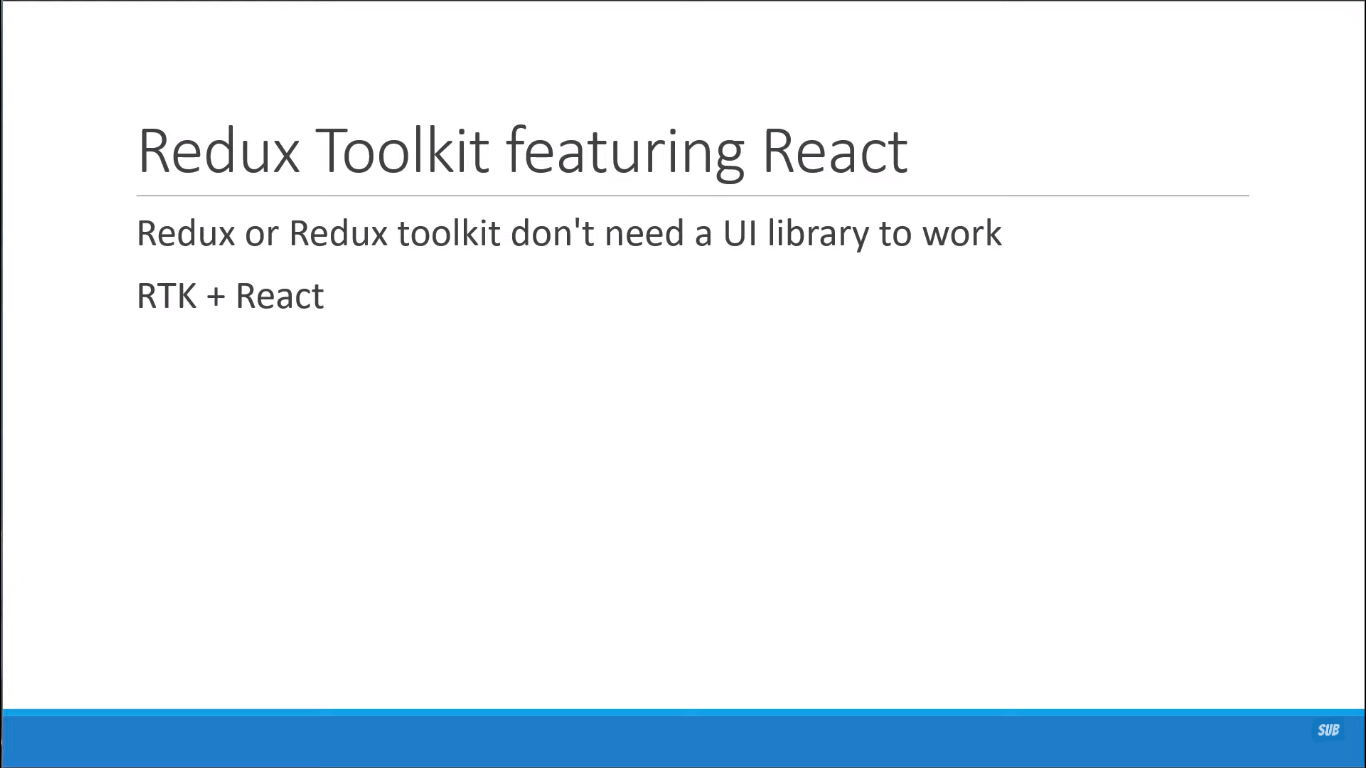 Redux Toolkit featuring React
Redux or Redux toolkit don't need a UI library to work
RTK + React
SUB